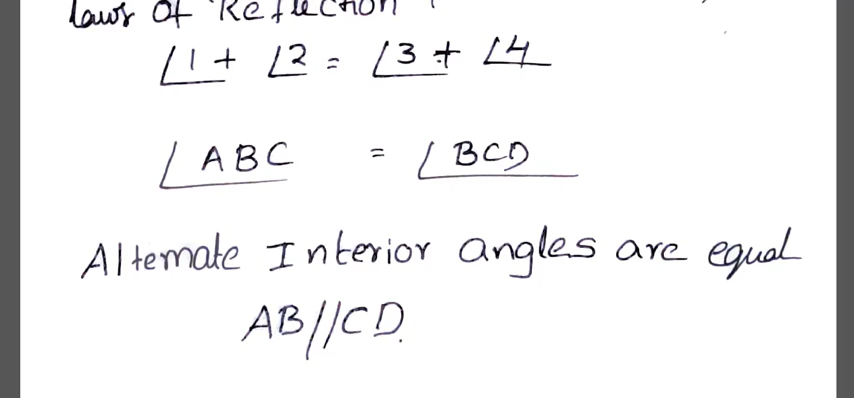 laws of Reflection
∠1 + ∠2 = ∠3 + ∠4
∠ABC = ∠BCD
Alternate Interior angles are equal
AB//CD.